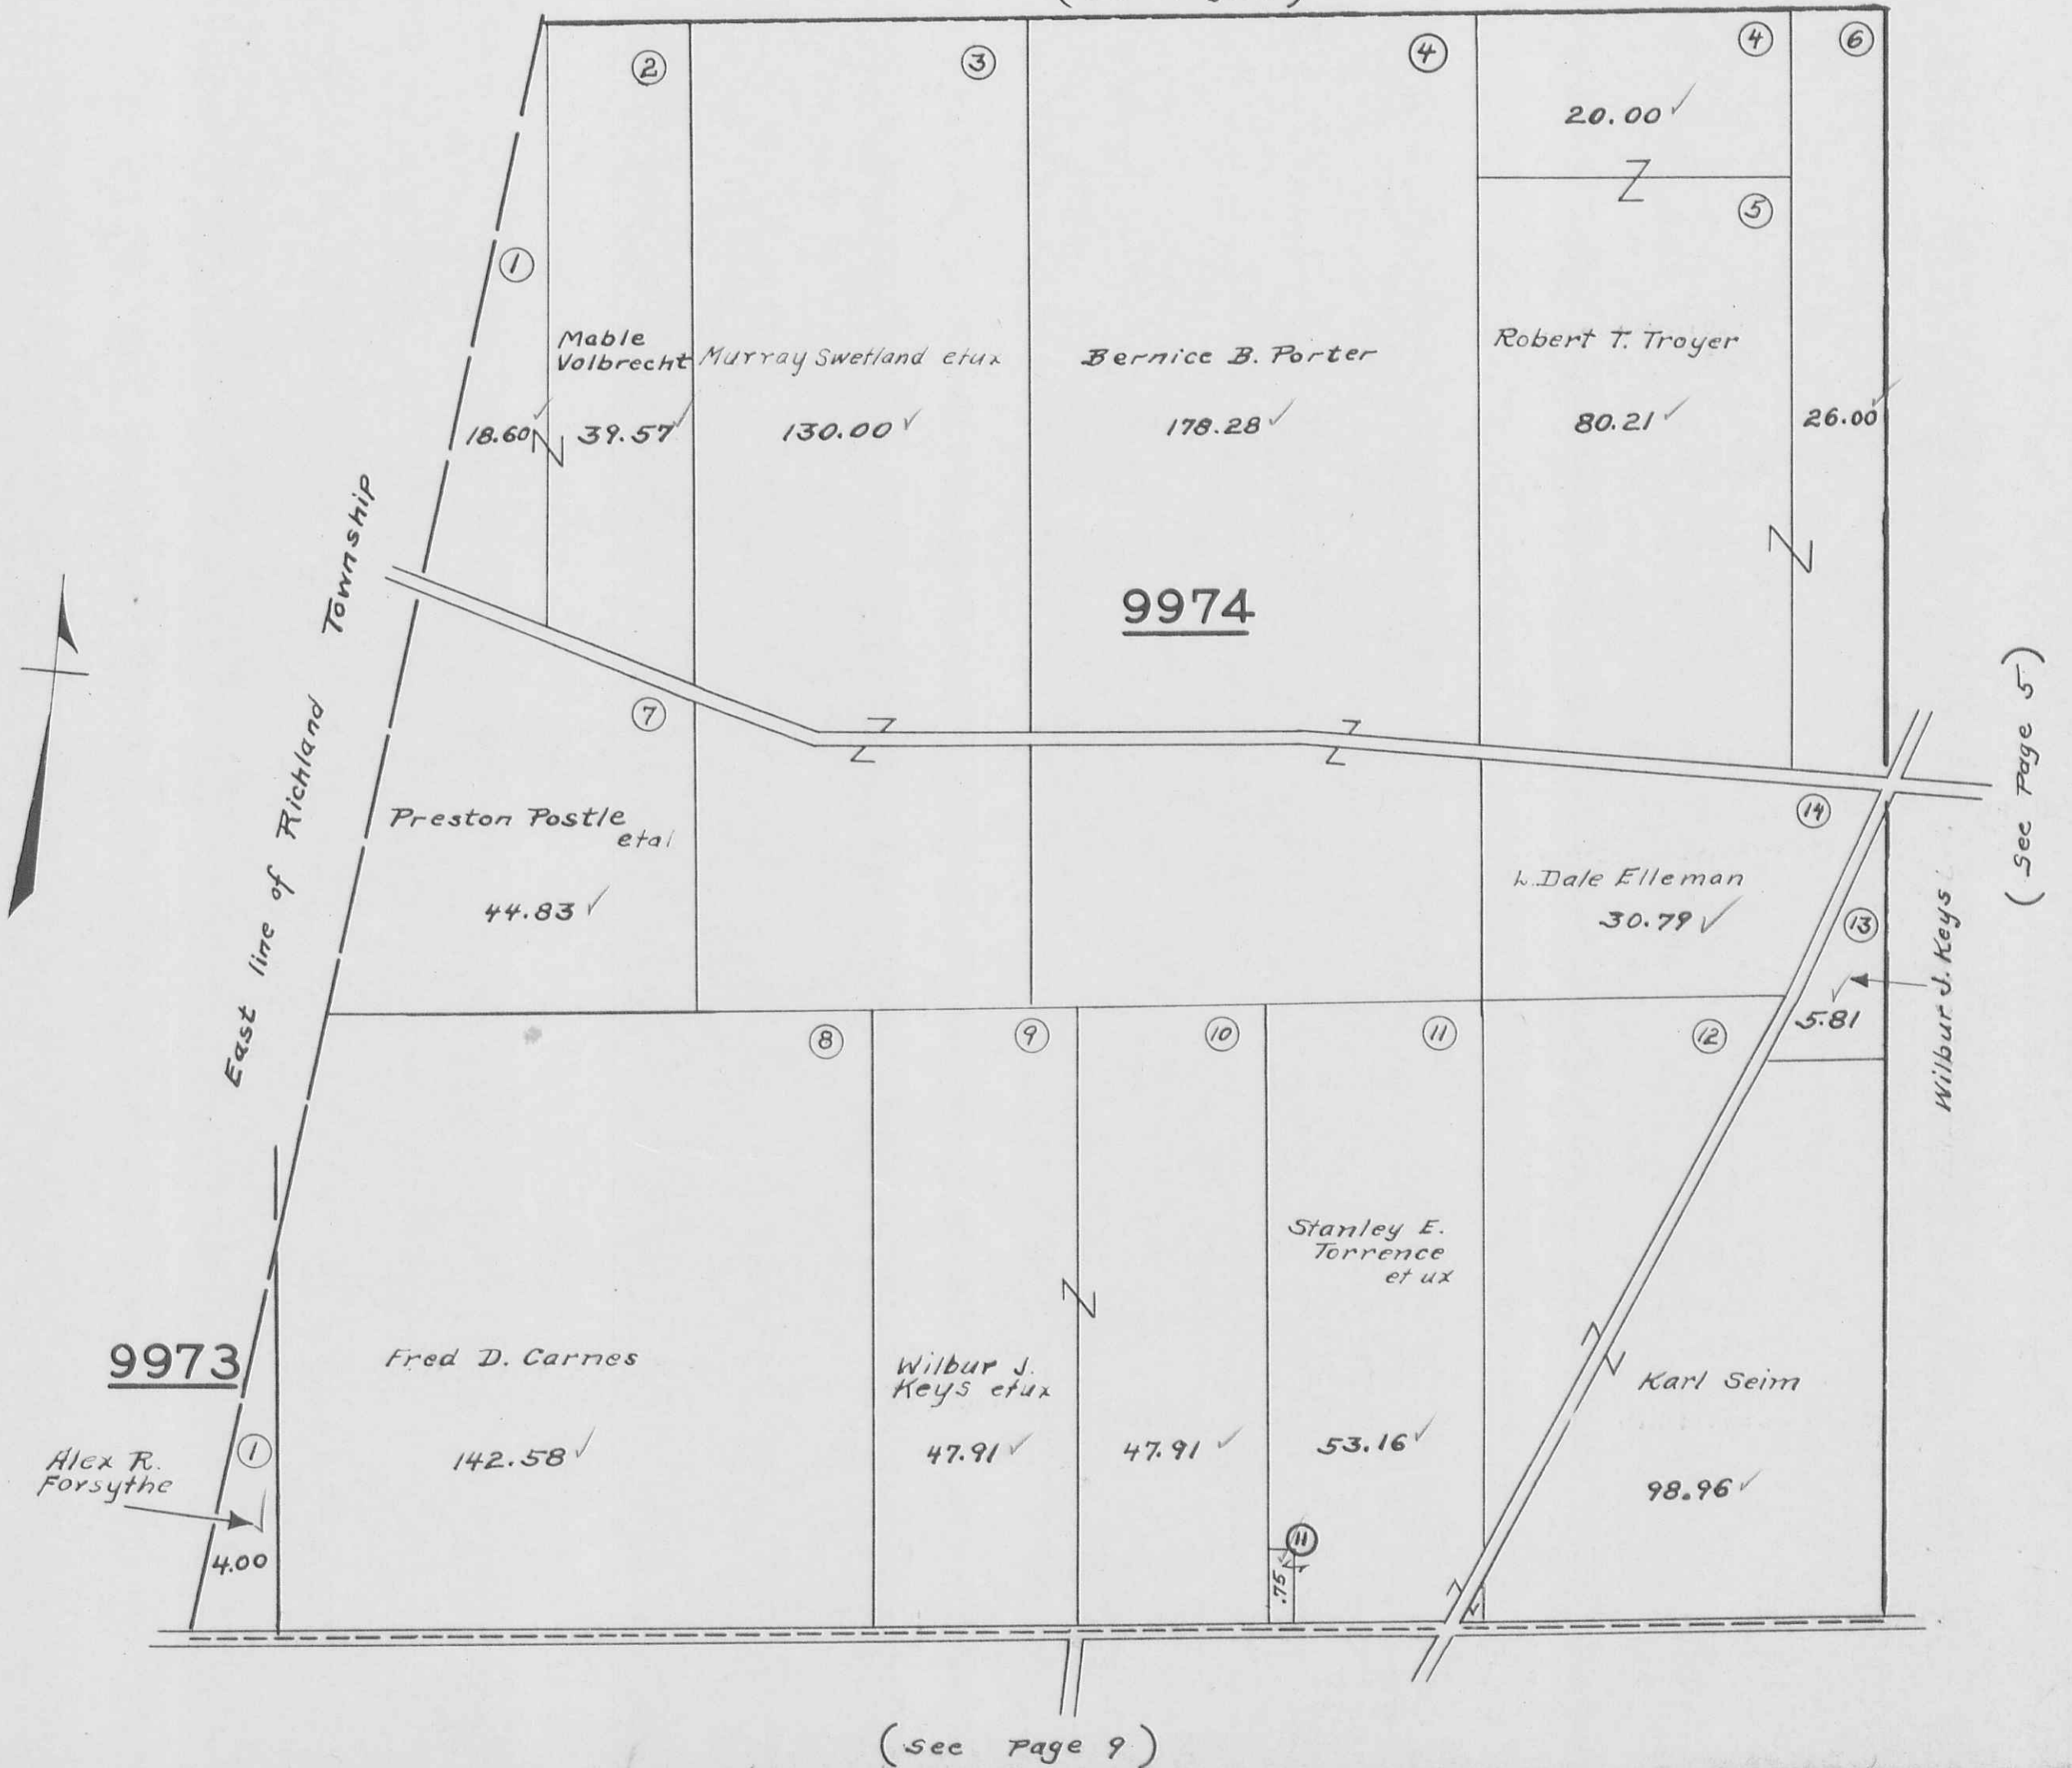 2
3
4
4
6
20.00
5
1
Mable
Volbrecht
Murray Swetland etux
Bernice B. Porter
Robert T. Troyer
18.60
39.57
130.00
178.28
80.21
26.00
East line of Richland Township
9974
(See Page 5)
7
14
Preston Postle
etal
44.83
L. Dale Elleman
30.79
13
5.81
Wilbur J. Keys
8
9
10
11
12
Stanley E.
Torrence
et ux
9973
Fred D. Carnes
Wilbur J.
Keys etux
Karl Seim
Alex R.
Forsythe
1
142.58
47.91
47.91
53.16
98.96
11
.75
4.00
(See Page 9)